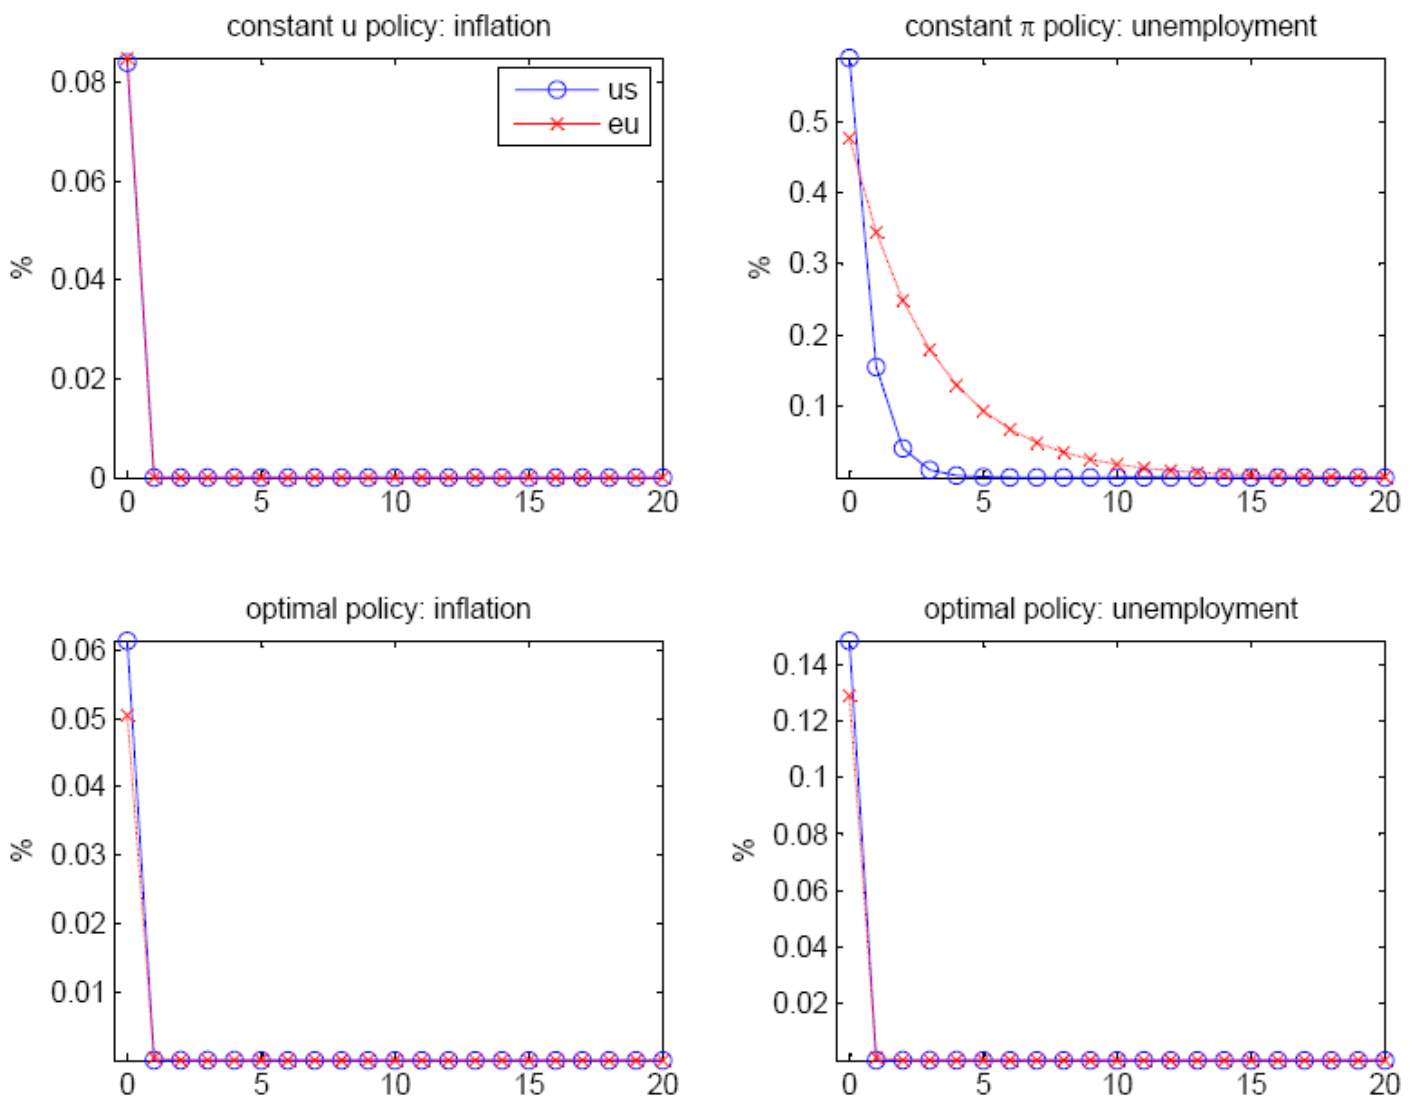 constant u policy: inflation
0.08
0.06
0.04
0.02
0
%
0 5 10 15 20
us
eu
constant π policy: unemployment
0.5
0.4
0.3
0.2
0.1
%
0 5 10 15 20
optimal policy: inflation
0.06
0.05
0.04
0.03
0.02
0.01
%
0 5 10 15 20
optimal policy: unemployment
0.14
0.12
0.1
0.08
0.06
0.04
0.02
%
0 5 10 15 20